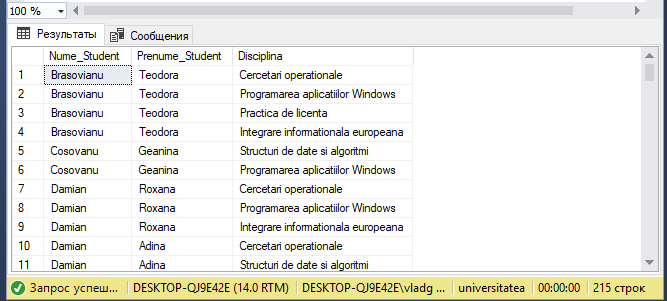 100 %
Результаты Сообщения
Nume_Student Prenume_Student Disciplina
1 Brasovianu Teodora Cercetari operationale
2 Brasovianu Teodora Programarea aplicatiilor Windows
3 Brasovianu Teodora Practica de licenta
4 Brasovianu Teodora Integrare informationala europeana
5 Cosovanu Geanina Structuri de date si algoritmi
6 Cosovanu Geanina Programarea aplicatiilor Windows
7 Damian Roxana Cercetari operationale
8 Damian Roxana Programarea aplicatiilor Windows
9 Damian Roxana Integrare informationala europeana
10 Damian Adina Cercetari operationale
11 Damian Adina Structuri de date si algoritmi
Запрос успеш... DESKTOP-QJ9E42E (14.0 RTM) DESKTOP-QJ9E42E\vladg ... universitatea 00:00:00 215 строк